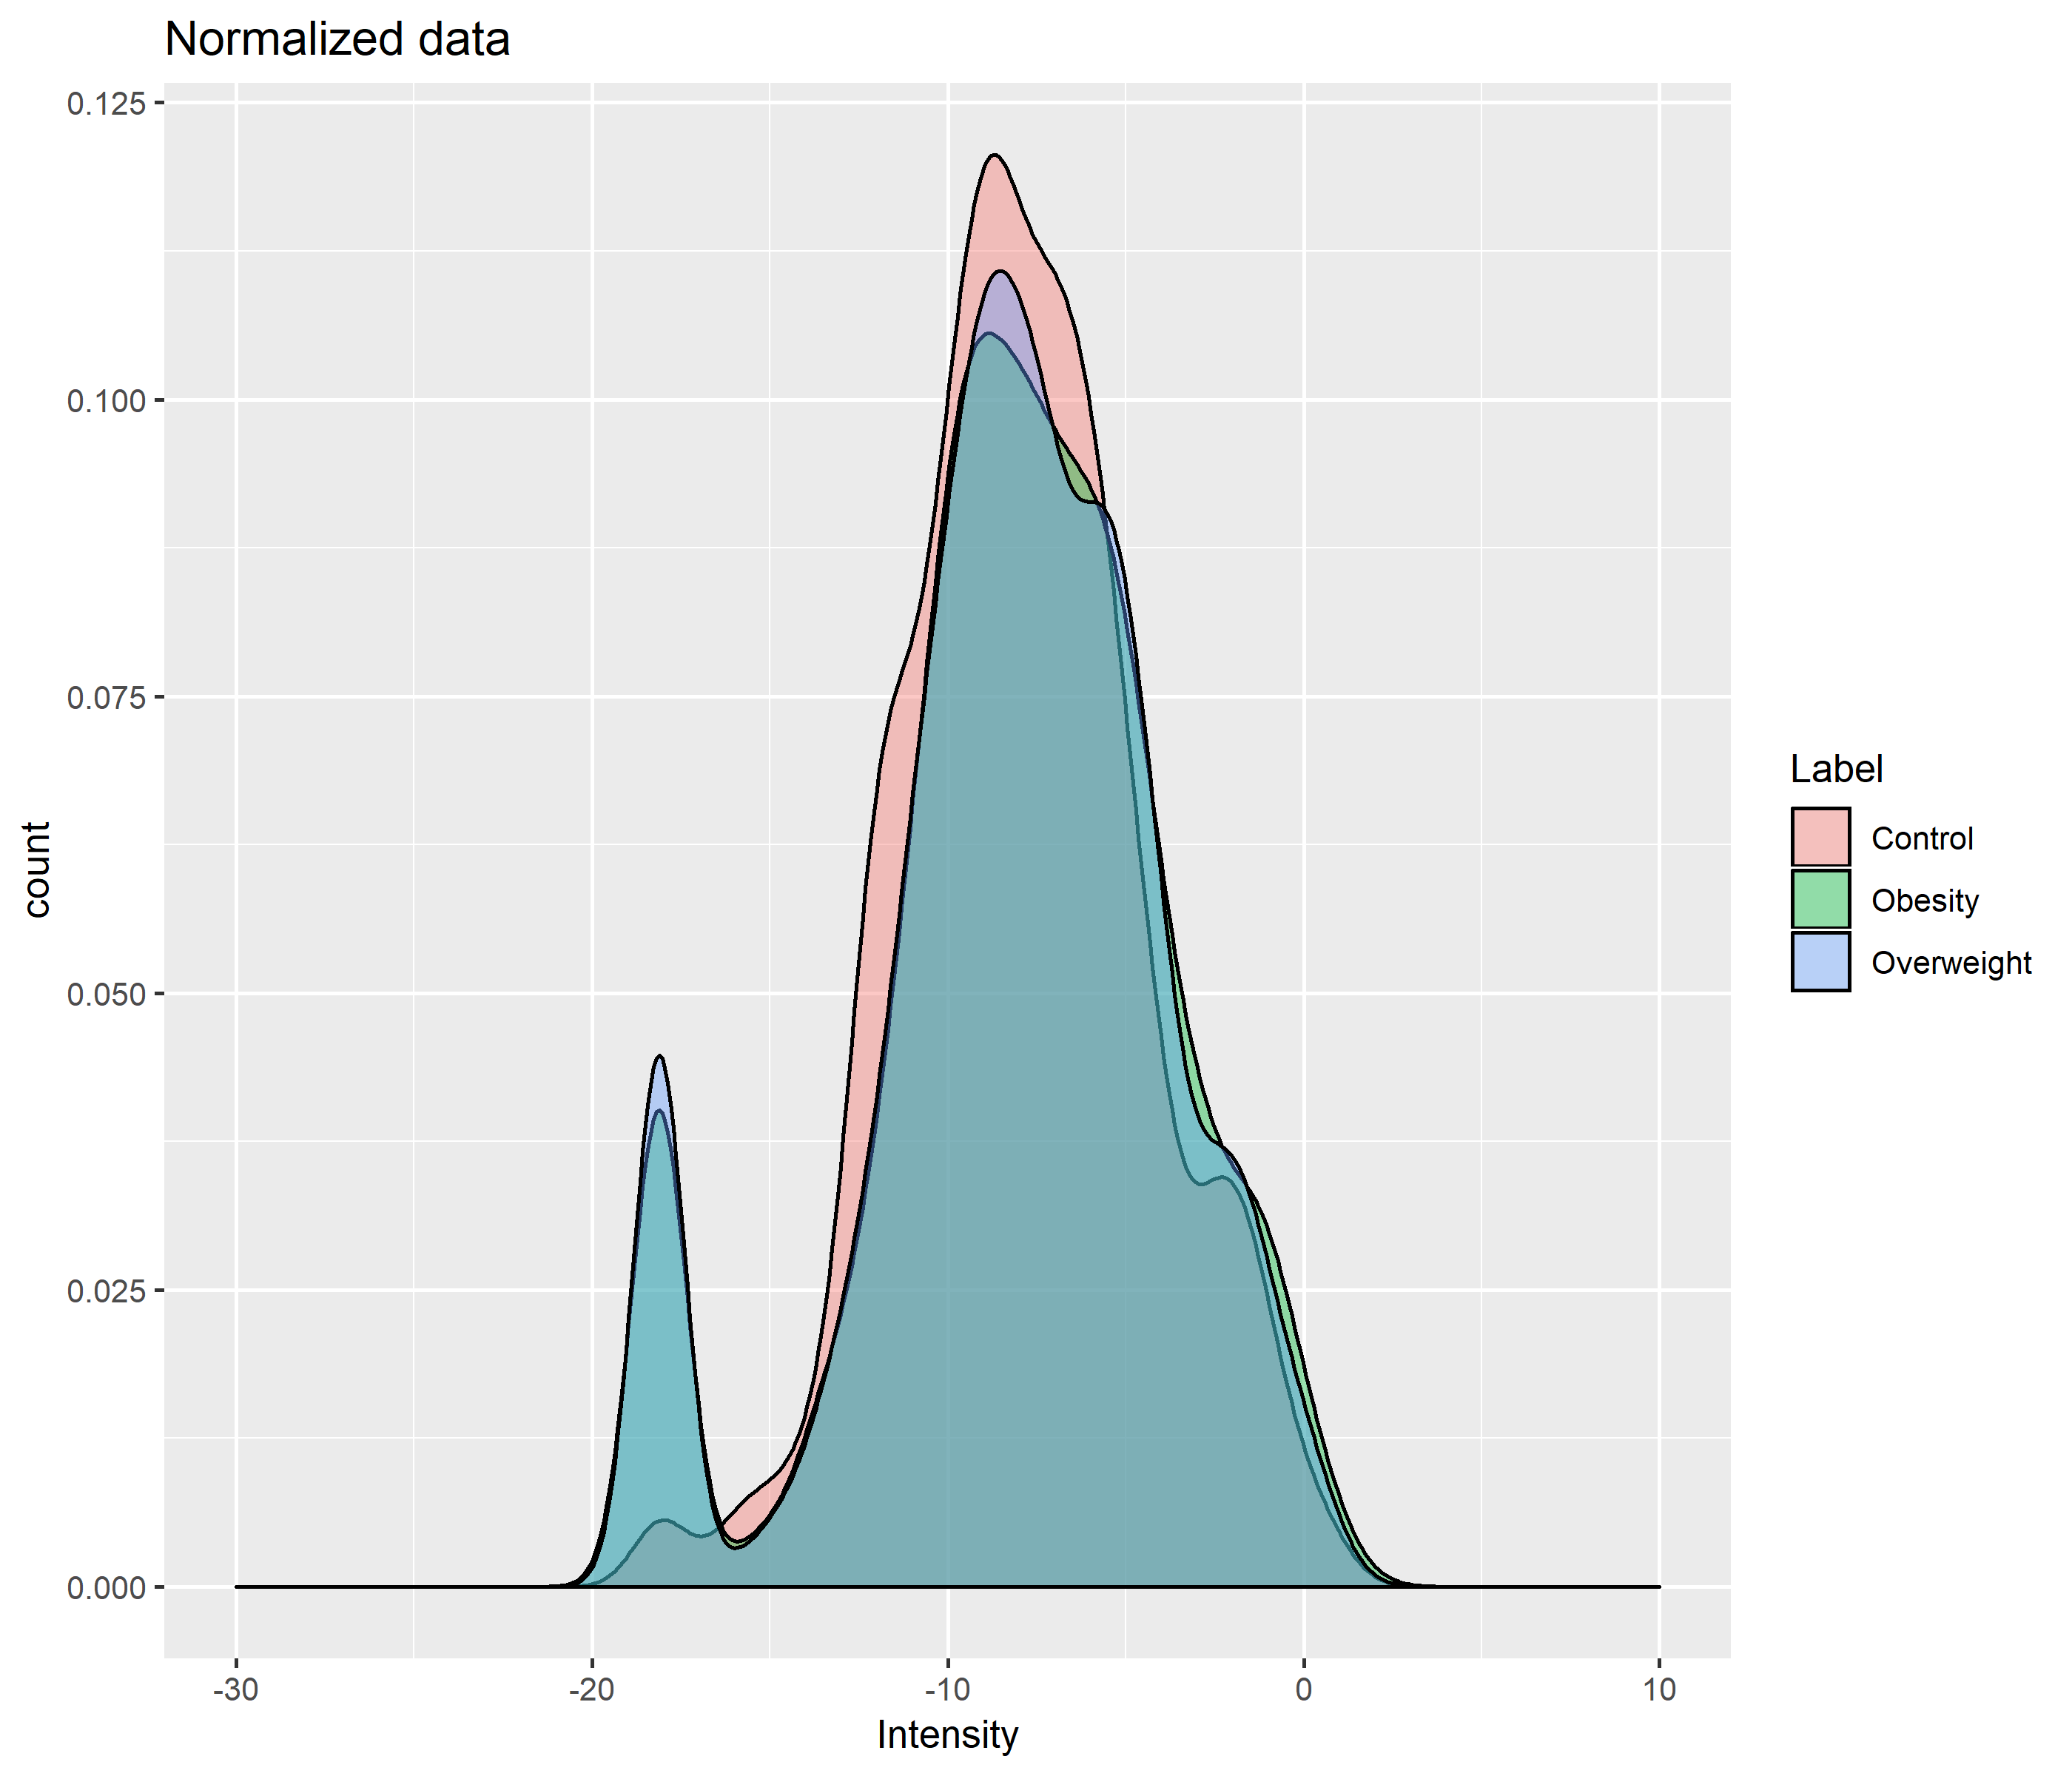 Normalized data
0.125
0.100
0.075
0.050
0.025
0.000
count
-30
-20
-10
0
10
Intensity
Label
Control
Obesity
Overweight